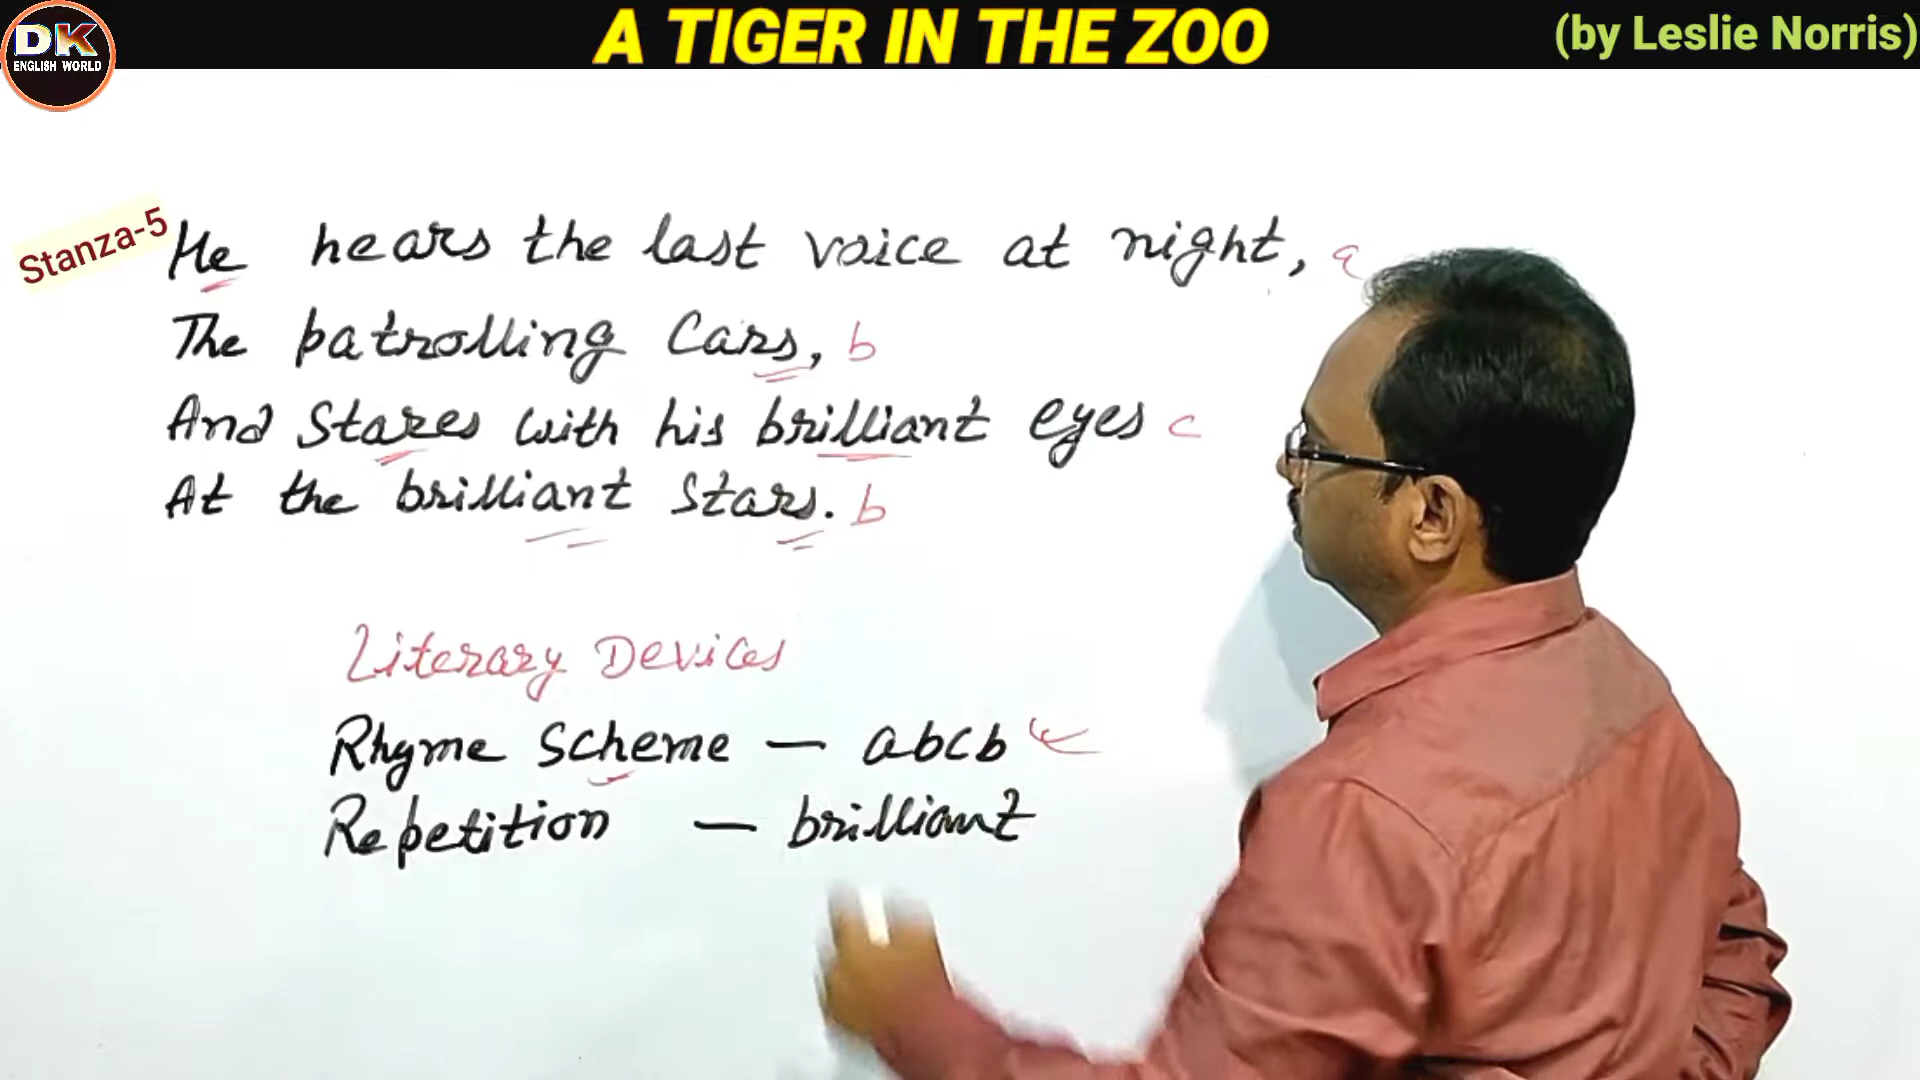 DK
ENGLISH WORLD
A TIGER IN THE ZOO
(by Leslie Norris)
Stanza-5
He hears the last voice at night, a
The patrolling Cars, b
And Stares with his brilliant eyes c
At the brilliant Stars. b
Literary Devices
Rhyme Scheme — abcb
Repetition — brilliant